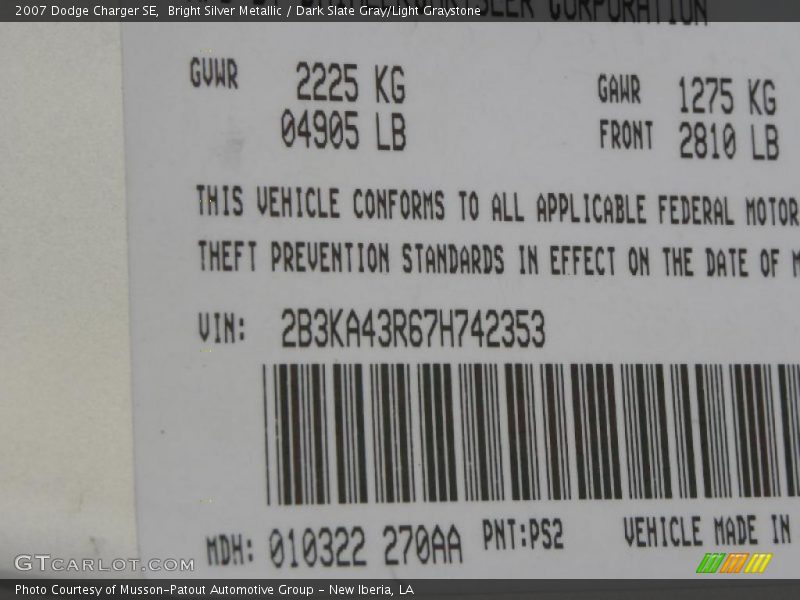 2007 Dodge Charger SE, Bright Silver Metallic / Dark Slate Gray/Light Graystone
CORPORATION
GVWR 2225 KG GAWR 1275 KG
04905 LB FRONT 2810 LB
THIS VEHICLE CONFORMS TO ALL APPLICABLE FEDERAL MOTOR
THEFT PREVENTION STANDARDS IN EFFECT ON THE DATE OF M
VIN: 2B3KA43R67H742353
MDH: 010322 270AA PNT:PS2 VEHICLE MADE IN
GTCARLOT.COM
Photo Courtesy of Musson-Patout Automotive Group - New Iberia, LA